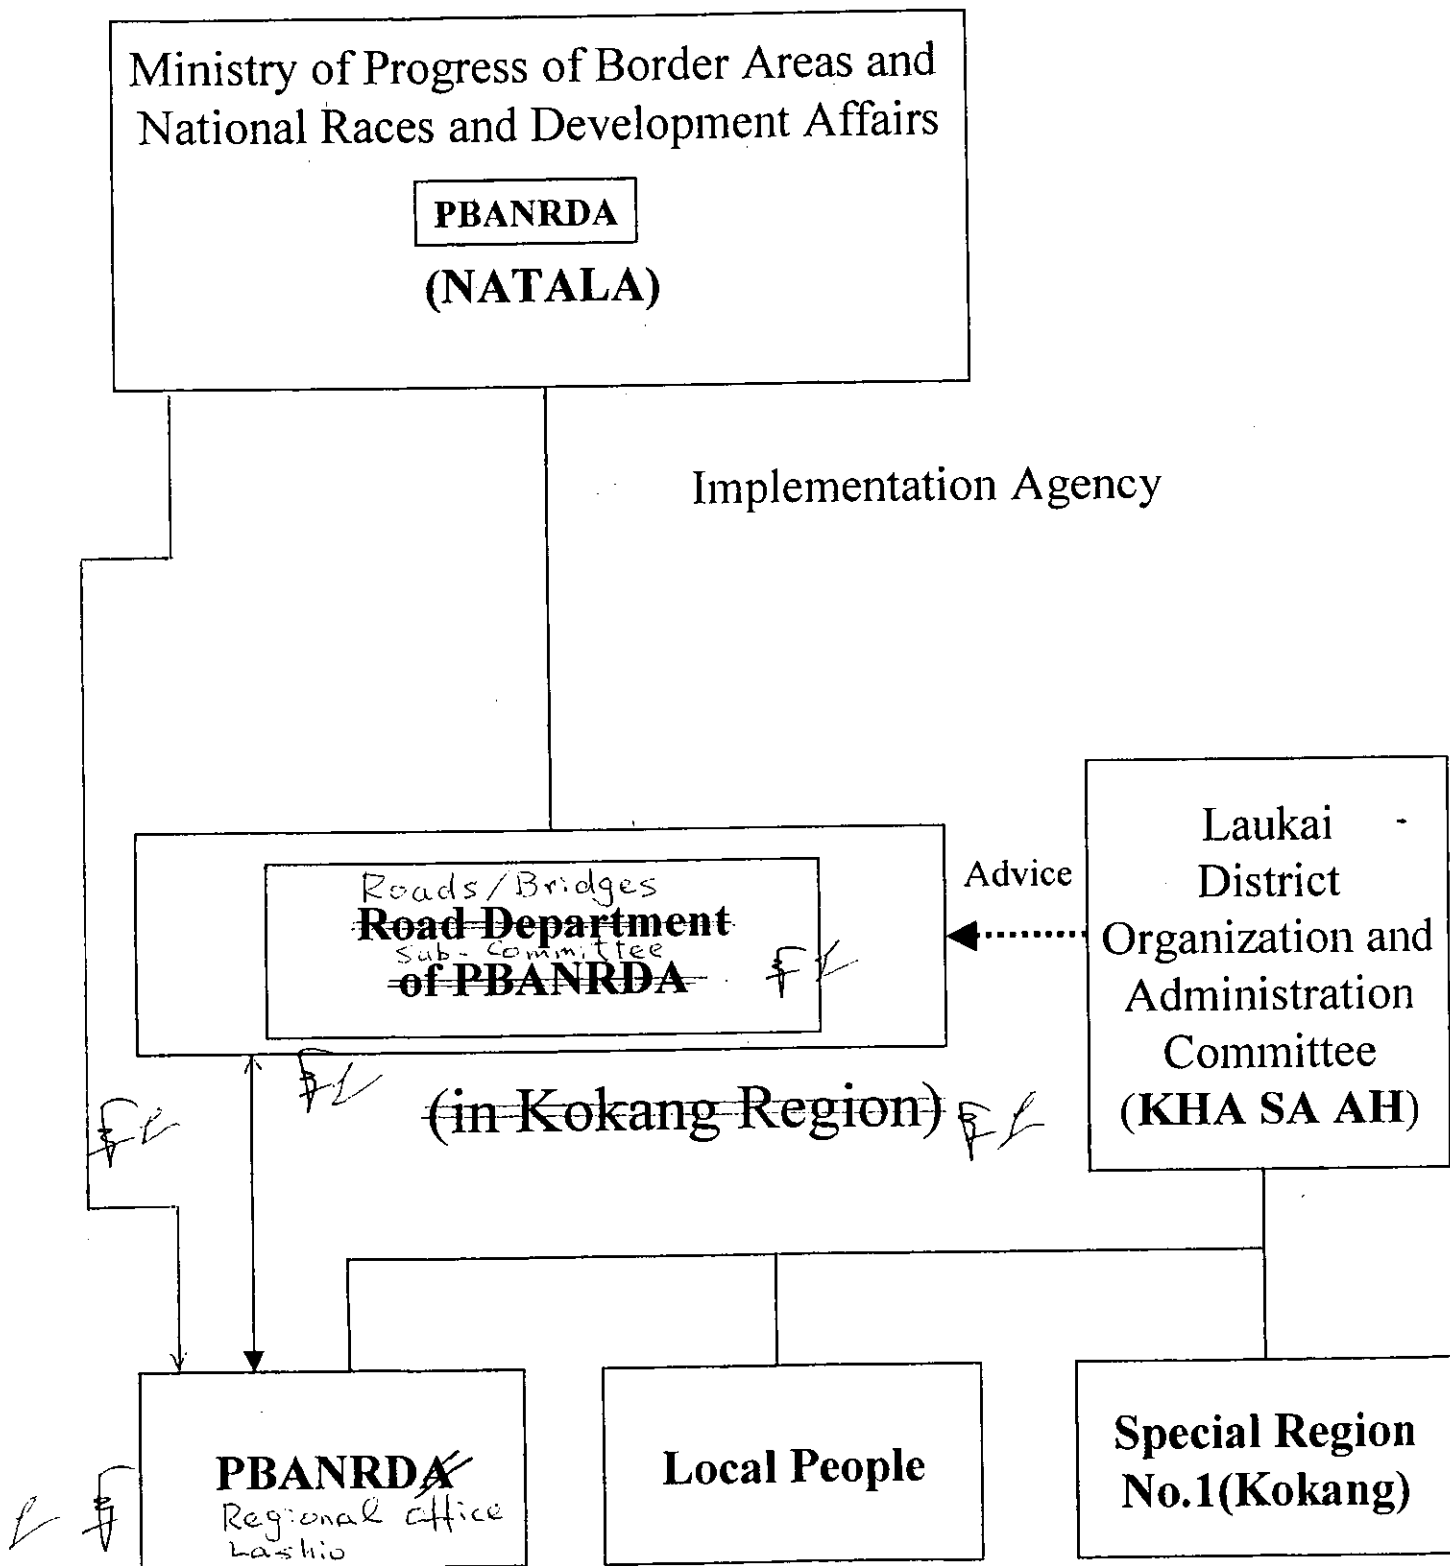 Ministry of Progress of Border Areas and
National Races and Development Affairs
PBANRDA
(NATALA)
Implementation Agency
Roads/Bridges
Road Department
Sub-Committee
of PBANRDA
Advice
Laukai
District
Organization and
Administration
Committee
(KHA SA AH)
(in Kokang Region)
PBANRDA
Regional Office
Lashio
Local People
Special Region
No.1(Kokang)